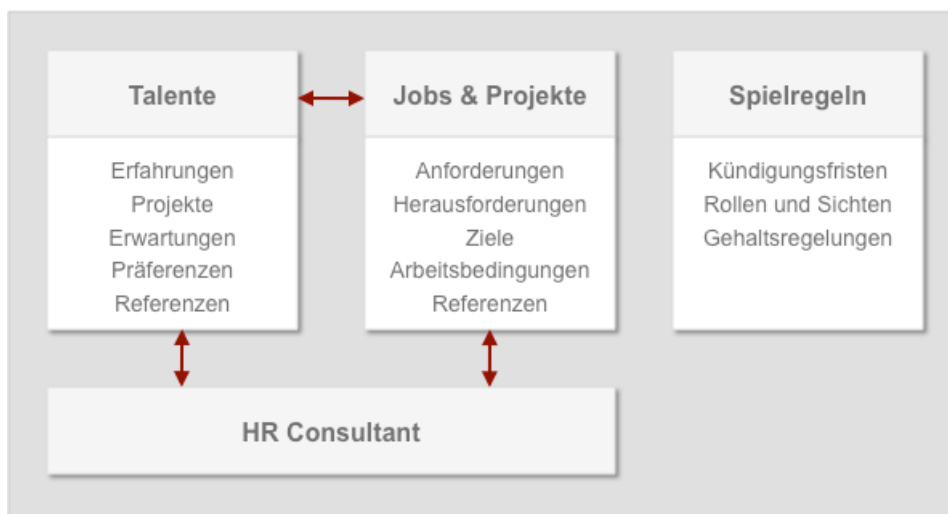 Talente
Erfahrungen
Projekte
Erwartungen
Präferenzen
Referenzen
Jobs & Projekte
Anforderungen
Herausforderungen
Ziele
Arbeitsbedingungen
Referenzen
Spielregeln
Kündigungsfristen
Rollen und Sichten
Gehaltsregelungen
HR Consultant